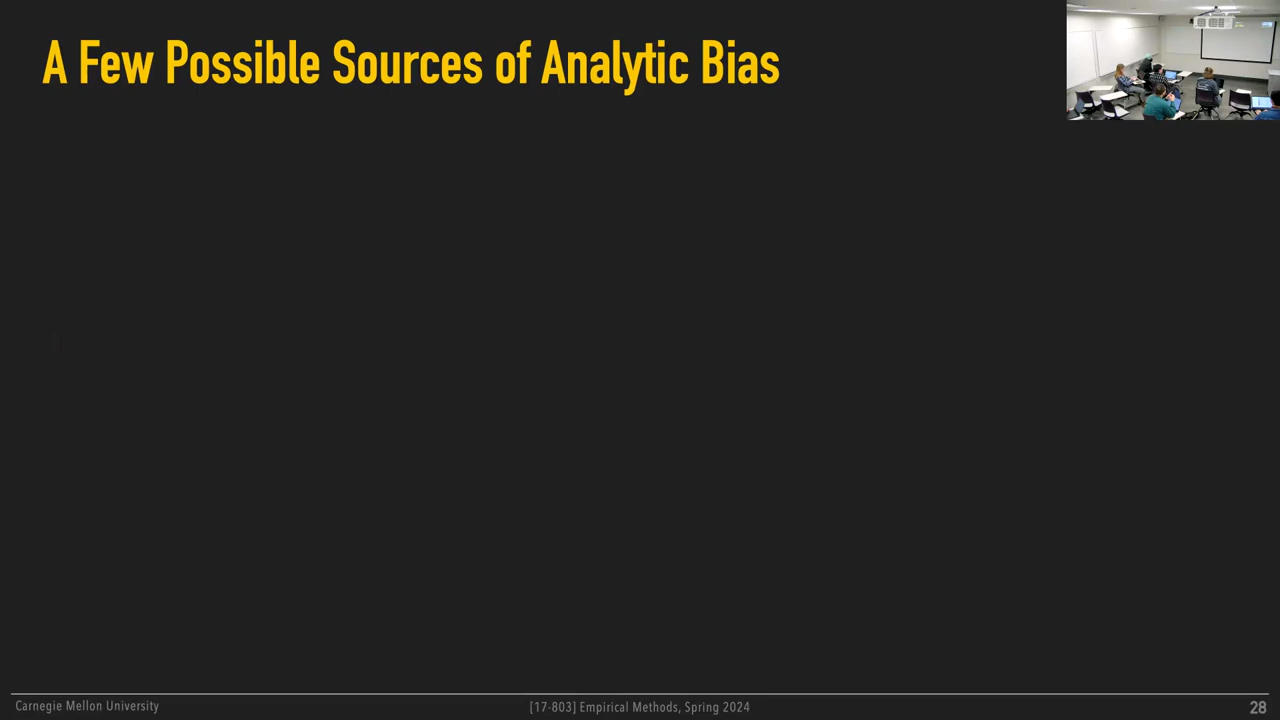 A Few Possible Sources of Analytic Bias
Carnegie Mellon University
[17-803] Empirical Methods, Spring 2024
28